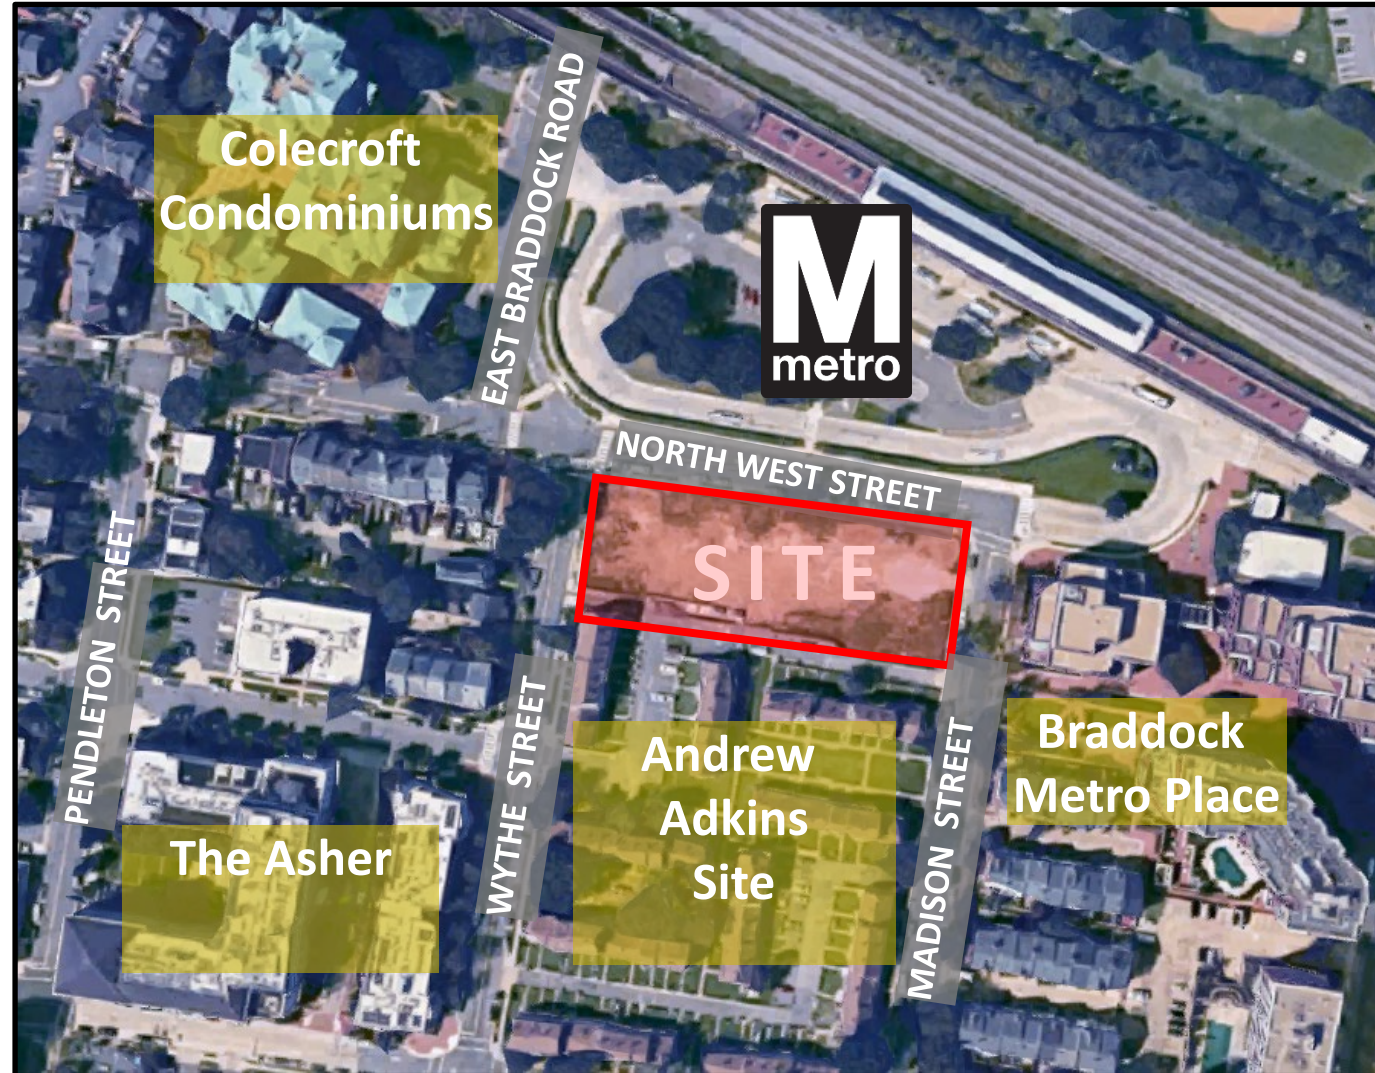 Colecroft
Condominiums
EAST BRADDOCK ROAD
M
metro
NORTH WEST STREET
SITE
PENDLETON STREET
WYTHE STREET
MADISON STREET
Andrew
Adkins
Site
Braddock
Metro Place
The Asher